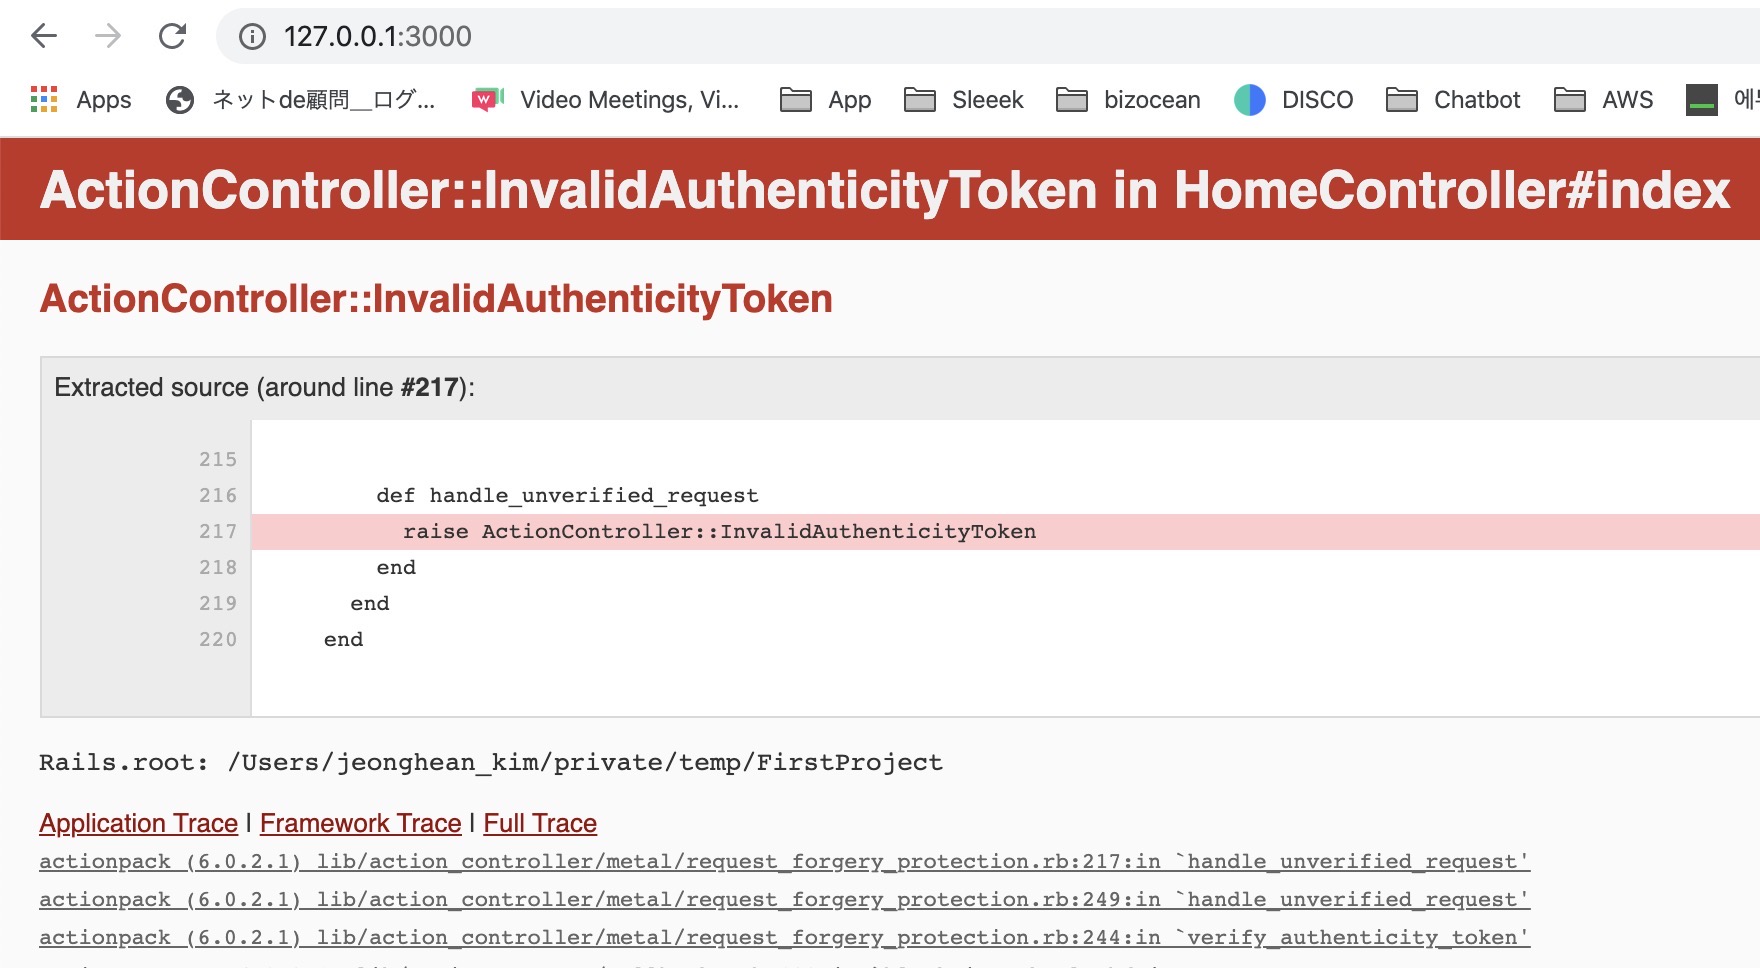 127.0.0.1:3000
Apps ネットde顧問__ログ... Video Meetings, Vi... App Sleeek bizocean DISCO Chatbot AWS
ActionController::InvalidAuthenticityToken in HomeController#index
ActionController::InvalidAuthenticityToken
Extracted source (around line #217):
215
216 def handle_unverified_request
217 raise ActionController::InvalidAuthenticityToken
218 end
219 end
220 end
Rails.root: /Users/jeonghean_kim/private/temp/FirstProject
Application Trace | Framework Trace | Full Trace
actionpack (6.0.2.1) lib/action_controller/metal/request_forgery_protection.rb:217:in `handle_unverified_request'
actionpack (6.0.2.1) lib/action_controller/metal/request_forgery_protection.rb:249:in `handle_unverified_request'
actionpack (6.0.2.1) lib/action_controller/metal/request_forgery_protection.rb:244:in `verify_authenticity_token'